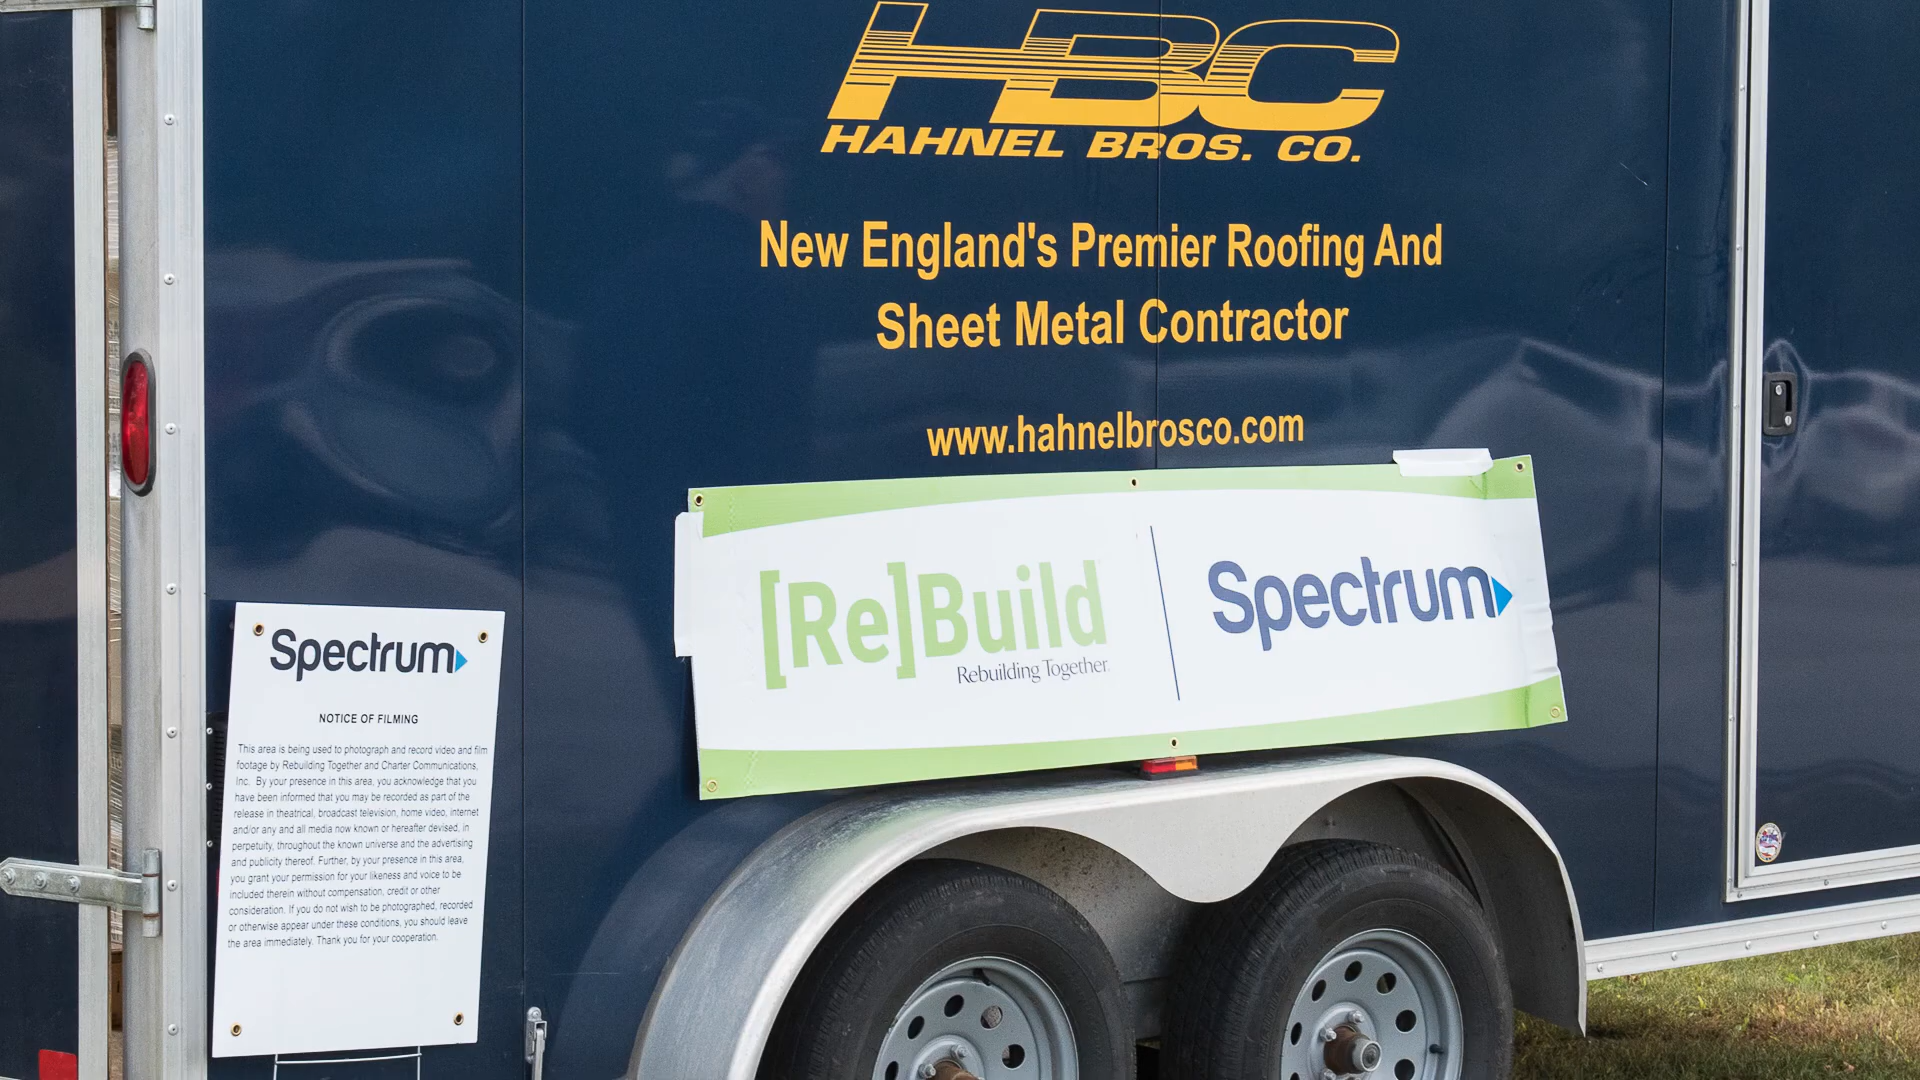 HBC
HAHNEL BROS. CO.
New England's Premier Roofing And
Sheet Metal Contractor
www.hahnelbrosco.com
[Re]Build
Rebuilding Together.
Spectrum
Spectrum
NOTICE OF FILMING
This area is being used to photograph and record video and film
footage by Rebuilding Together and Charter Communications,
Inc. By your presence in this area, you acknowledge that you
have been informed that you may be recorded as part of the
release in theatrical, broadcast television, home video, internet
and/or any and all media now known or hereafter devised, in
perpetuity, throughout the known universe and the advertising
and publicity thereof. Further, by your presence in this area,
you grant your permission for your likeness and voice to be
included therein without compensation, credit or other
consideration. If you do not wish to be photographed, recorded
or otherwise appear under these conditions, you should leave
the area immediately. Thank you for your cooperation.